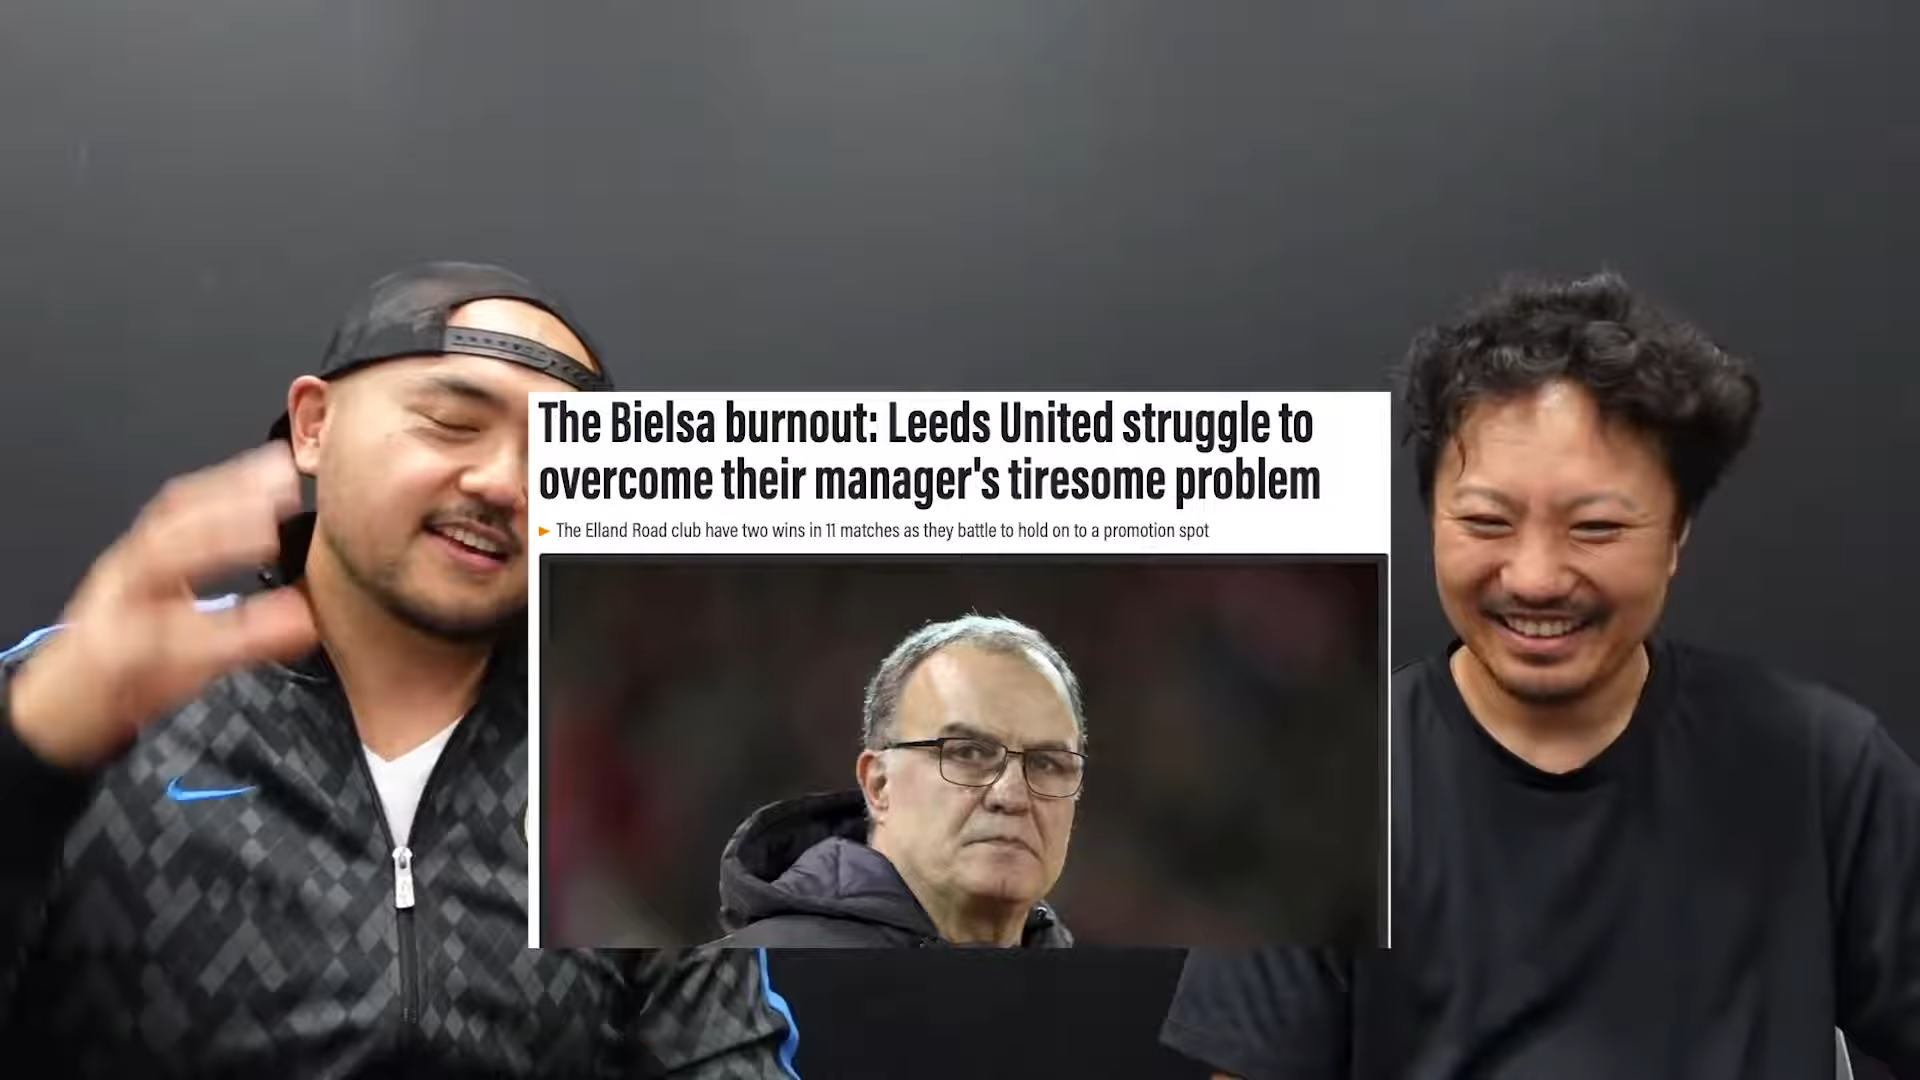 The Bielsa burnout: Leeds United struggle to
overcome their manager's tiresome problem
The Elland Road club have two wins in 11 matches as they battle to hold on to a promotion spot